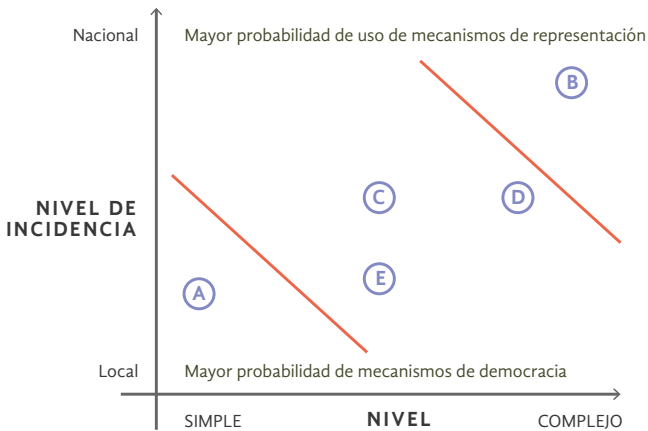 Nacional
Mayor probabilidad de uso de mecanismos de representación
B
NIVEL DE
INCIDENCIA
C
D
E
A
Local
Mayor probabilidad de mecanismos de democracia
SIMPLE
NIVEL
COMPLEJO